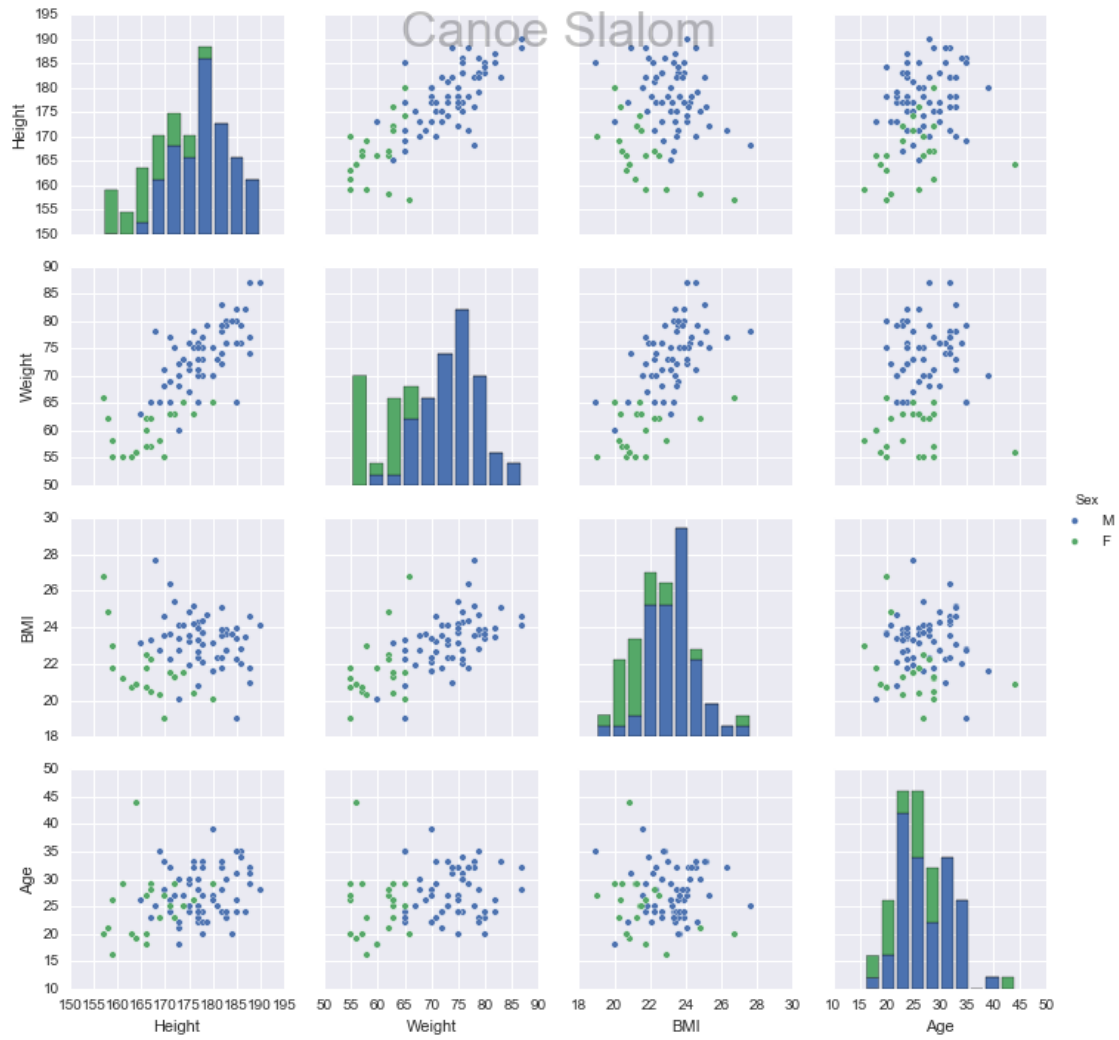 Canoe Slalom
195
190
185
180
175
170
165
160
155
150
Height
90
85
80
75
70
65
60
55
50
Weight
30
28
26
24
22
20
18
BMI
Sex
M
F
50
45
40
35
30
25
20
15
10
Age
150 155 160 165 170 175 180 185 190 195
50 55 60 65 70 75 80 85 90
18 20 22 24 26 28 30
10 15 20 25 30 35 40 45 50
Height Weight BMI Age